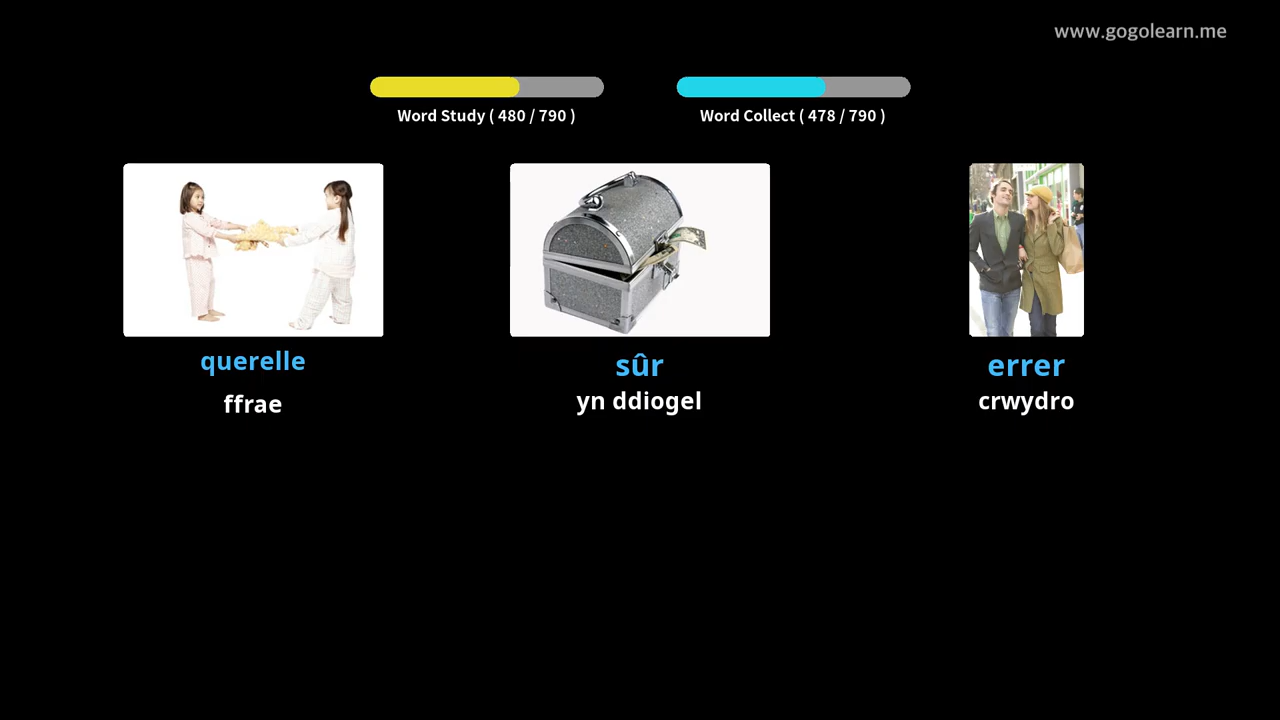 www.gogolearn.me
Word Study ( 480 / 790 )
Word Collect ( 478 / 790 )
querelle
ffrae
sûr
yn ddiogel
errer
crwydro